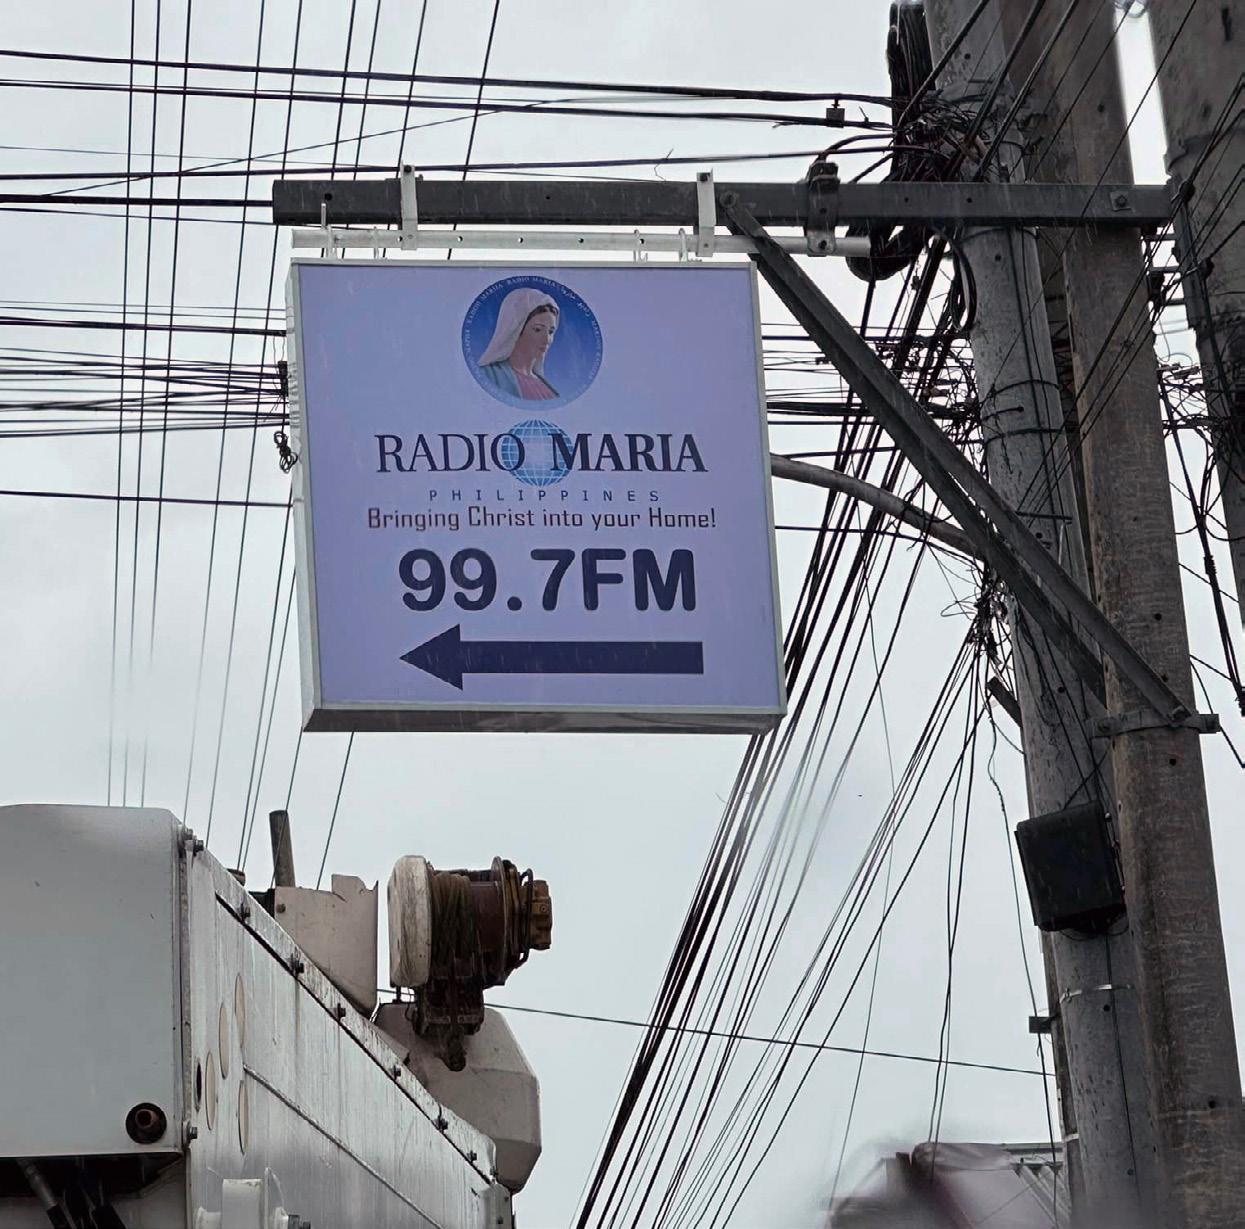 RADIO MARIA
PHILIPPINES
Bringing Christ into your Home!
99.7FM